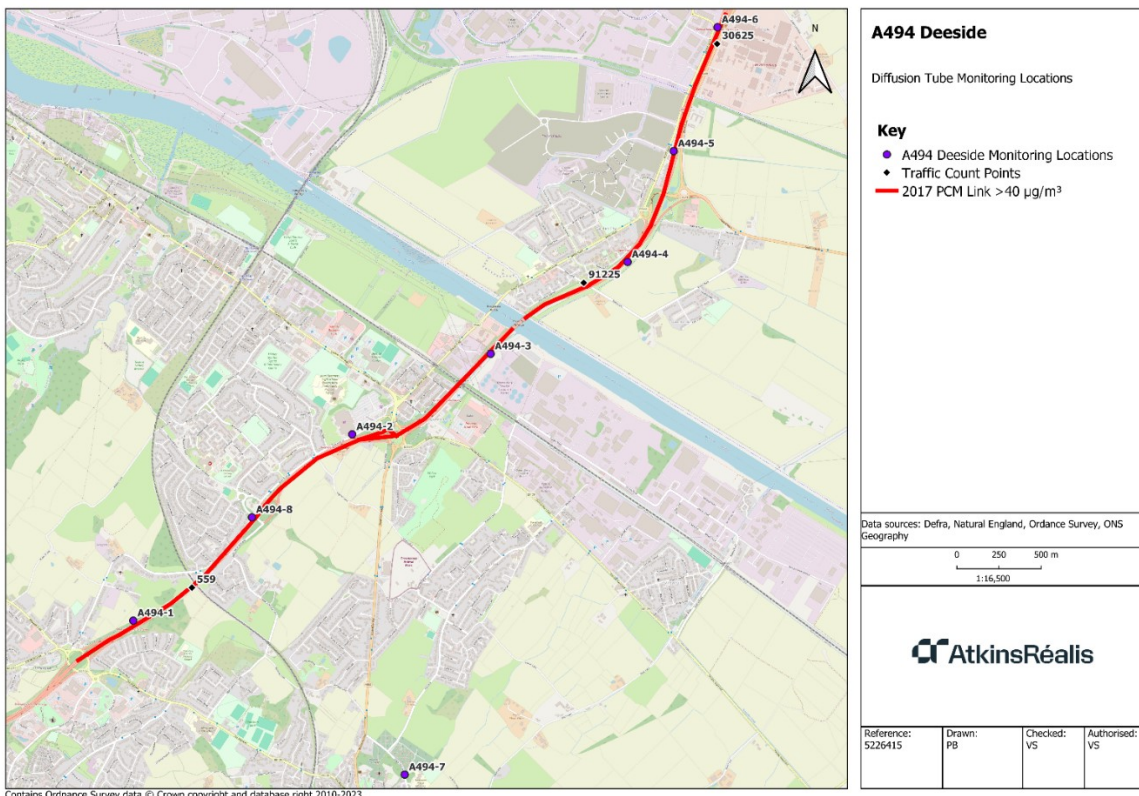 A494-6
30625
N
A494-5
A494-4
91225
A494-3
A494-2
A494-8
559
A494-1
A494-7
Contains Ordnance Survey data © Crown copyright and database right 2010-2023
A494 Deeside
Diffusion Tube Monitoring Locations
Key
A494 Deeside Monitoring Locations
Traffic Count Points
2017 PCM Link >40 µg/m³
Data sources: Defra, Natural England, Ordance Survey, ONS
Geography
0 250 500 m
1:16,500
AtkinsRéalis
Reference:
5226415
Drawn:
PB
Checked:
VS
Authorised:
VS